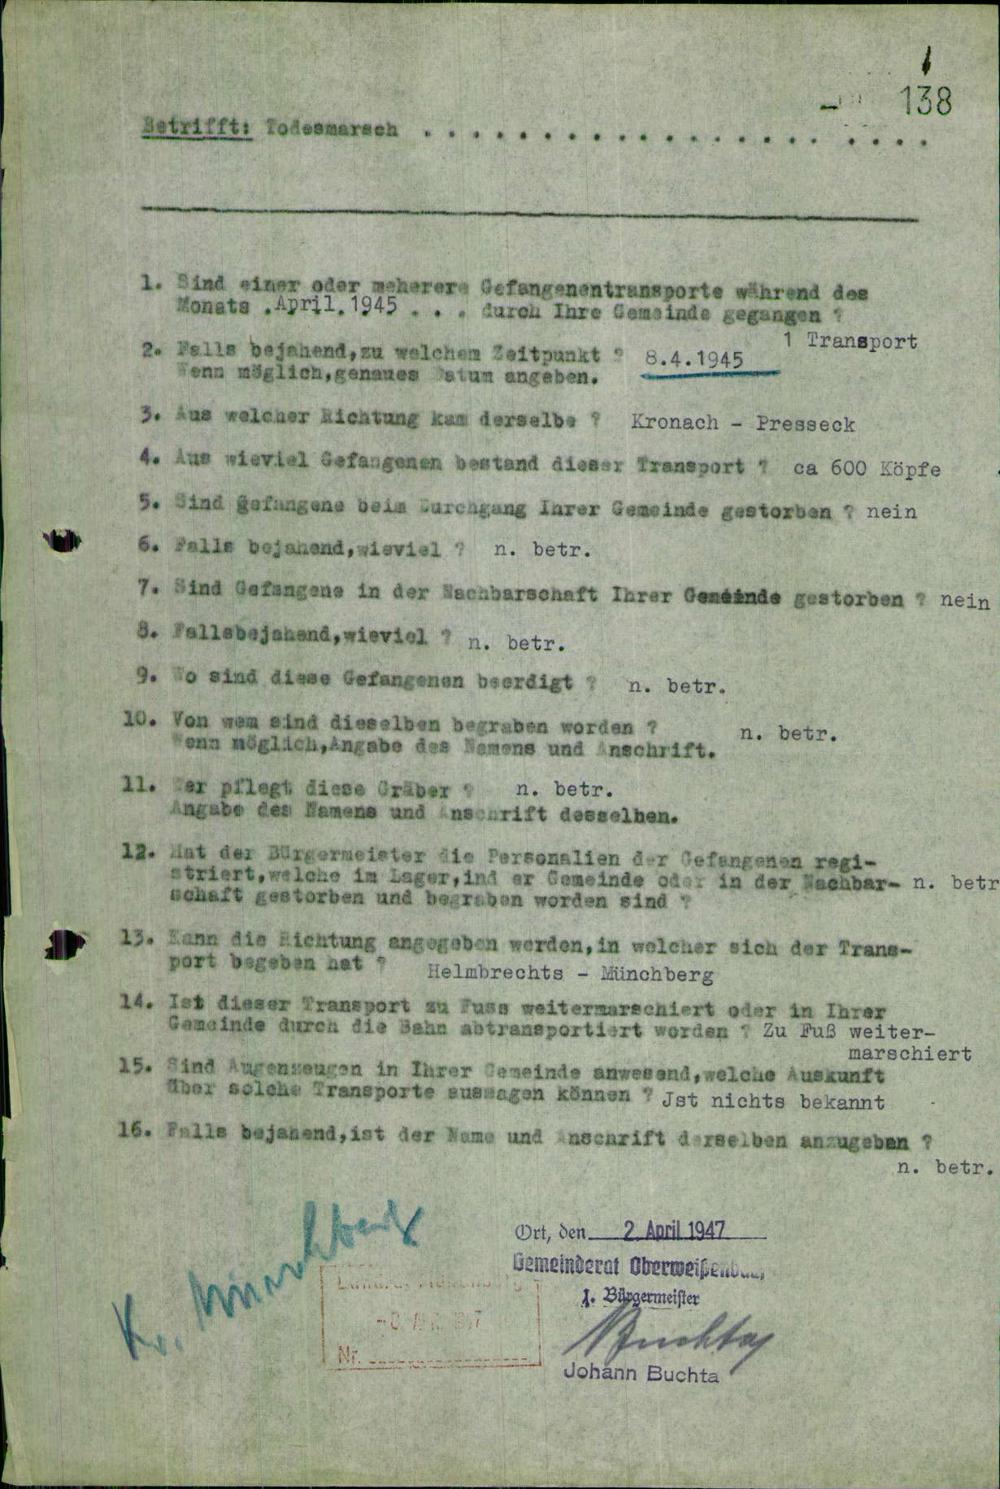 138
Betrifft: Todesmarsch . . . . . . . . . . . . . . . . . . . . . .
1. Sind einer oder meherere Gefangenentransporte während des
Monats .April.1945 . . . durch Ihre Gemeinde gegangen ?
1 Transport
2. Falls bejahend,zu welchem Zeitpunkt ? 8.4.1945
Wenn möglich,genaues Datum angeben.
3. Aus welcher Richtung kam derselbe ? Kronach - Presseck
4. Aus wieviel Gefangenen bestand dieser Transport ? ca 600 Köpfe
5. Sind Gefangene beim Durchgang Ihrer Gemeinde gestorben ? nein
6. Falls bejahend,wieviel ? n. betr.
7. Sind Gefangene in der Nachbarschaft Ihrer Gemeinde gestorben ? nein
8. Fallsbejahend,wieviel ? n. betr.
9. Wo sind diese Gefangenen beerdigt ? n. betr.
10. Von wem sind dieselben begraben worden ? n. betr.
Wenn möglich,Angabe des Namens und Anschrift.
11. Wer pflegt diese Gräber ? n. betr.
Angabe des Namens und Anschrift desselben.
12. Hat der Bürgermeister die Personalien der Gefangenen regi-
striert,welche im Lager,ind er Gemeinde oder in der Nachbar- n. betr
schaft gestorben und begraben worden sind ?
13. Kann die Richtung angegeben werden,in welcher sich der Trans-
port begeben hat ? Helmbrechts - Münchberg
14. Ist dieser Transport zu Fuss weitermarschiert oder in Ihrer
Gemeinde durch die Bahn abtransportiert worden ? Zu Fuß weiter-
marschiert
15. Sind Augenzeugen in Ihrer Gemeinde anwesend,welche Auskunft
über solche Transporte aussagen können ? Jst nichts bekannt
16. Falls bejahend,ist der Name und Anschrift derselben anzugeben ?
n. betr.
Kr. Münchberg
Ort, den 2. April 1947
Gemeinderat Oberweißenbach
1. Bürgermeister
Nr.
Buchta
Johann Buchta